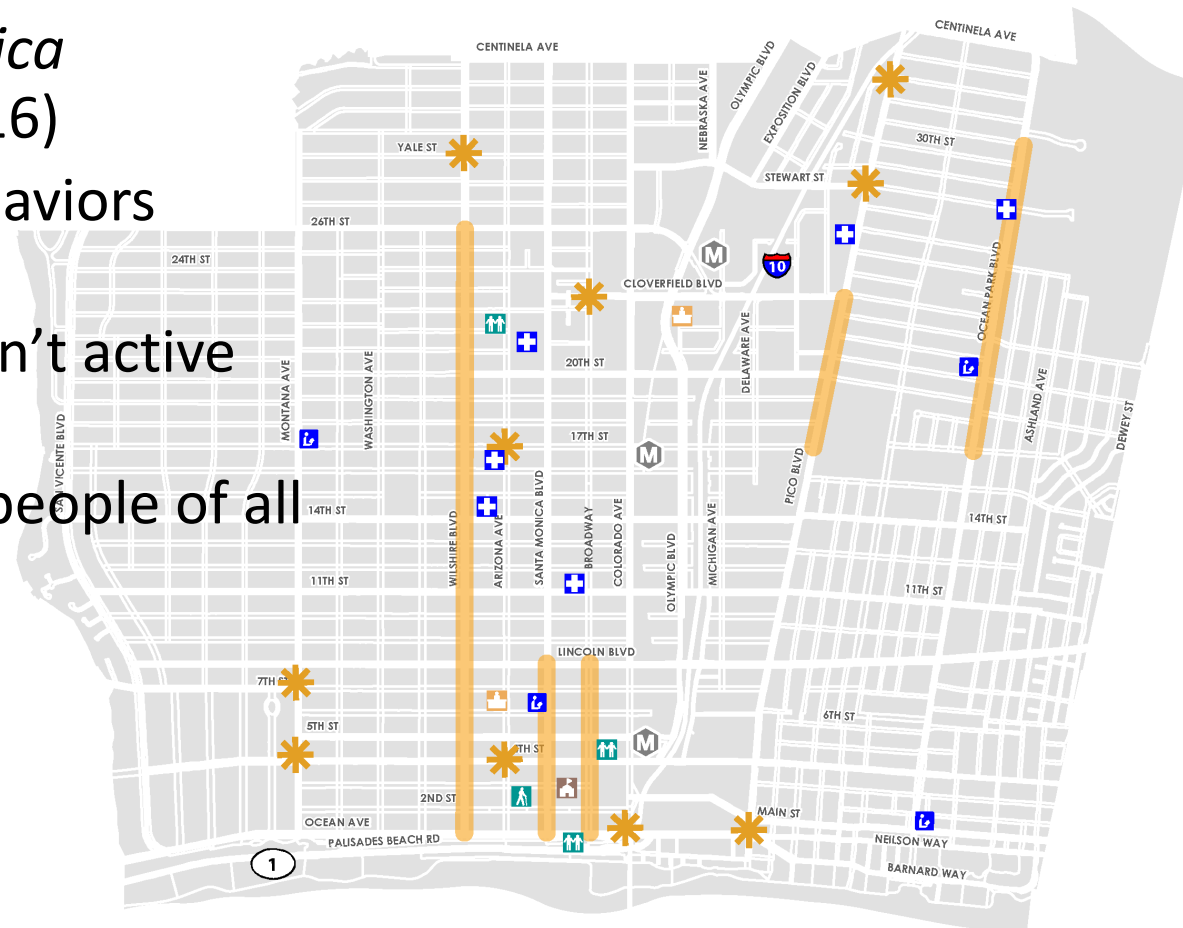 ica
16)
aviors
n't active
people of all
CENTINELA AVE
CENTINELA AVE
OLYMPIC BLVD
NEBRASKA AVE
EXPOSITION BLVD
YALE ST
30TH ST
STEWART ST
26TH ST
24TH ST
M
10
CLOVERFIELD BLVD
OCEAN PARK BLVD
DELAWARE AVE
20TH ST
MONTANA AVE
WASHINGTON AVE
ASHLAND AVE
DEWEY ST
SAN VICENTE BLVD
17TH ST
M
PICO BLVD
14TH ST
14TH ST
WILSHIRE BLVD
ARIZONA AVE
SANTA MONICA BLVD
BROADWAY
COLORADO AVE
OLYMPIC BLVD
MICHIGAN AVE
11TH ST
11TH ST
LINCOLN BLVD
7TH ST
5TH ST
6TH ST
M
2ND ST
MAIN ST
OCEAN AVE
PALISADES BEACH RD
NEILSON WAY
1
BARNARD WAY